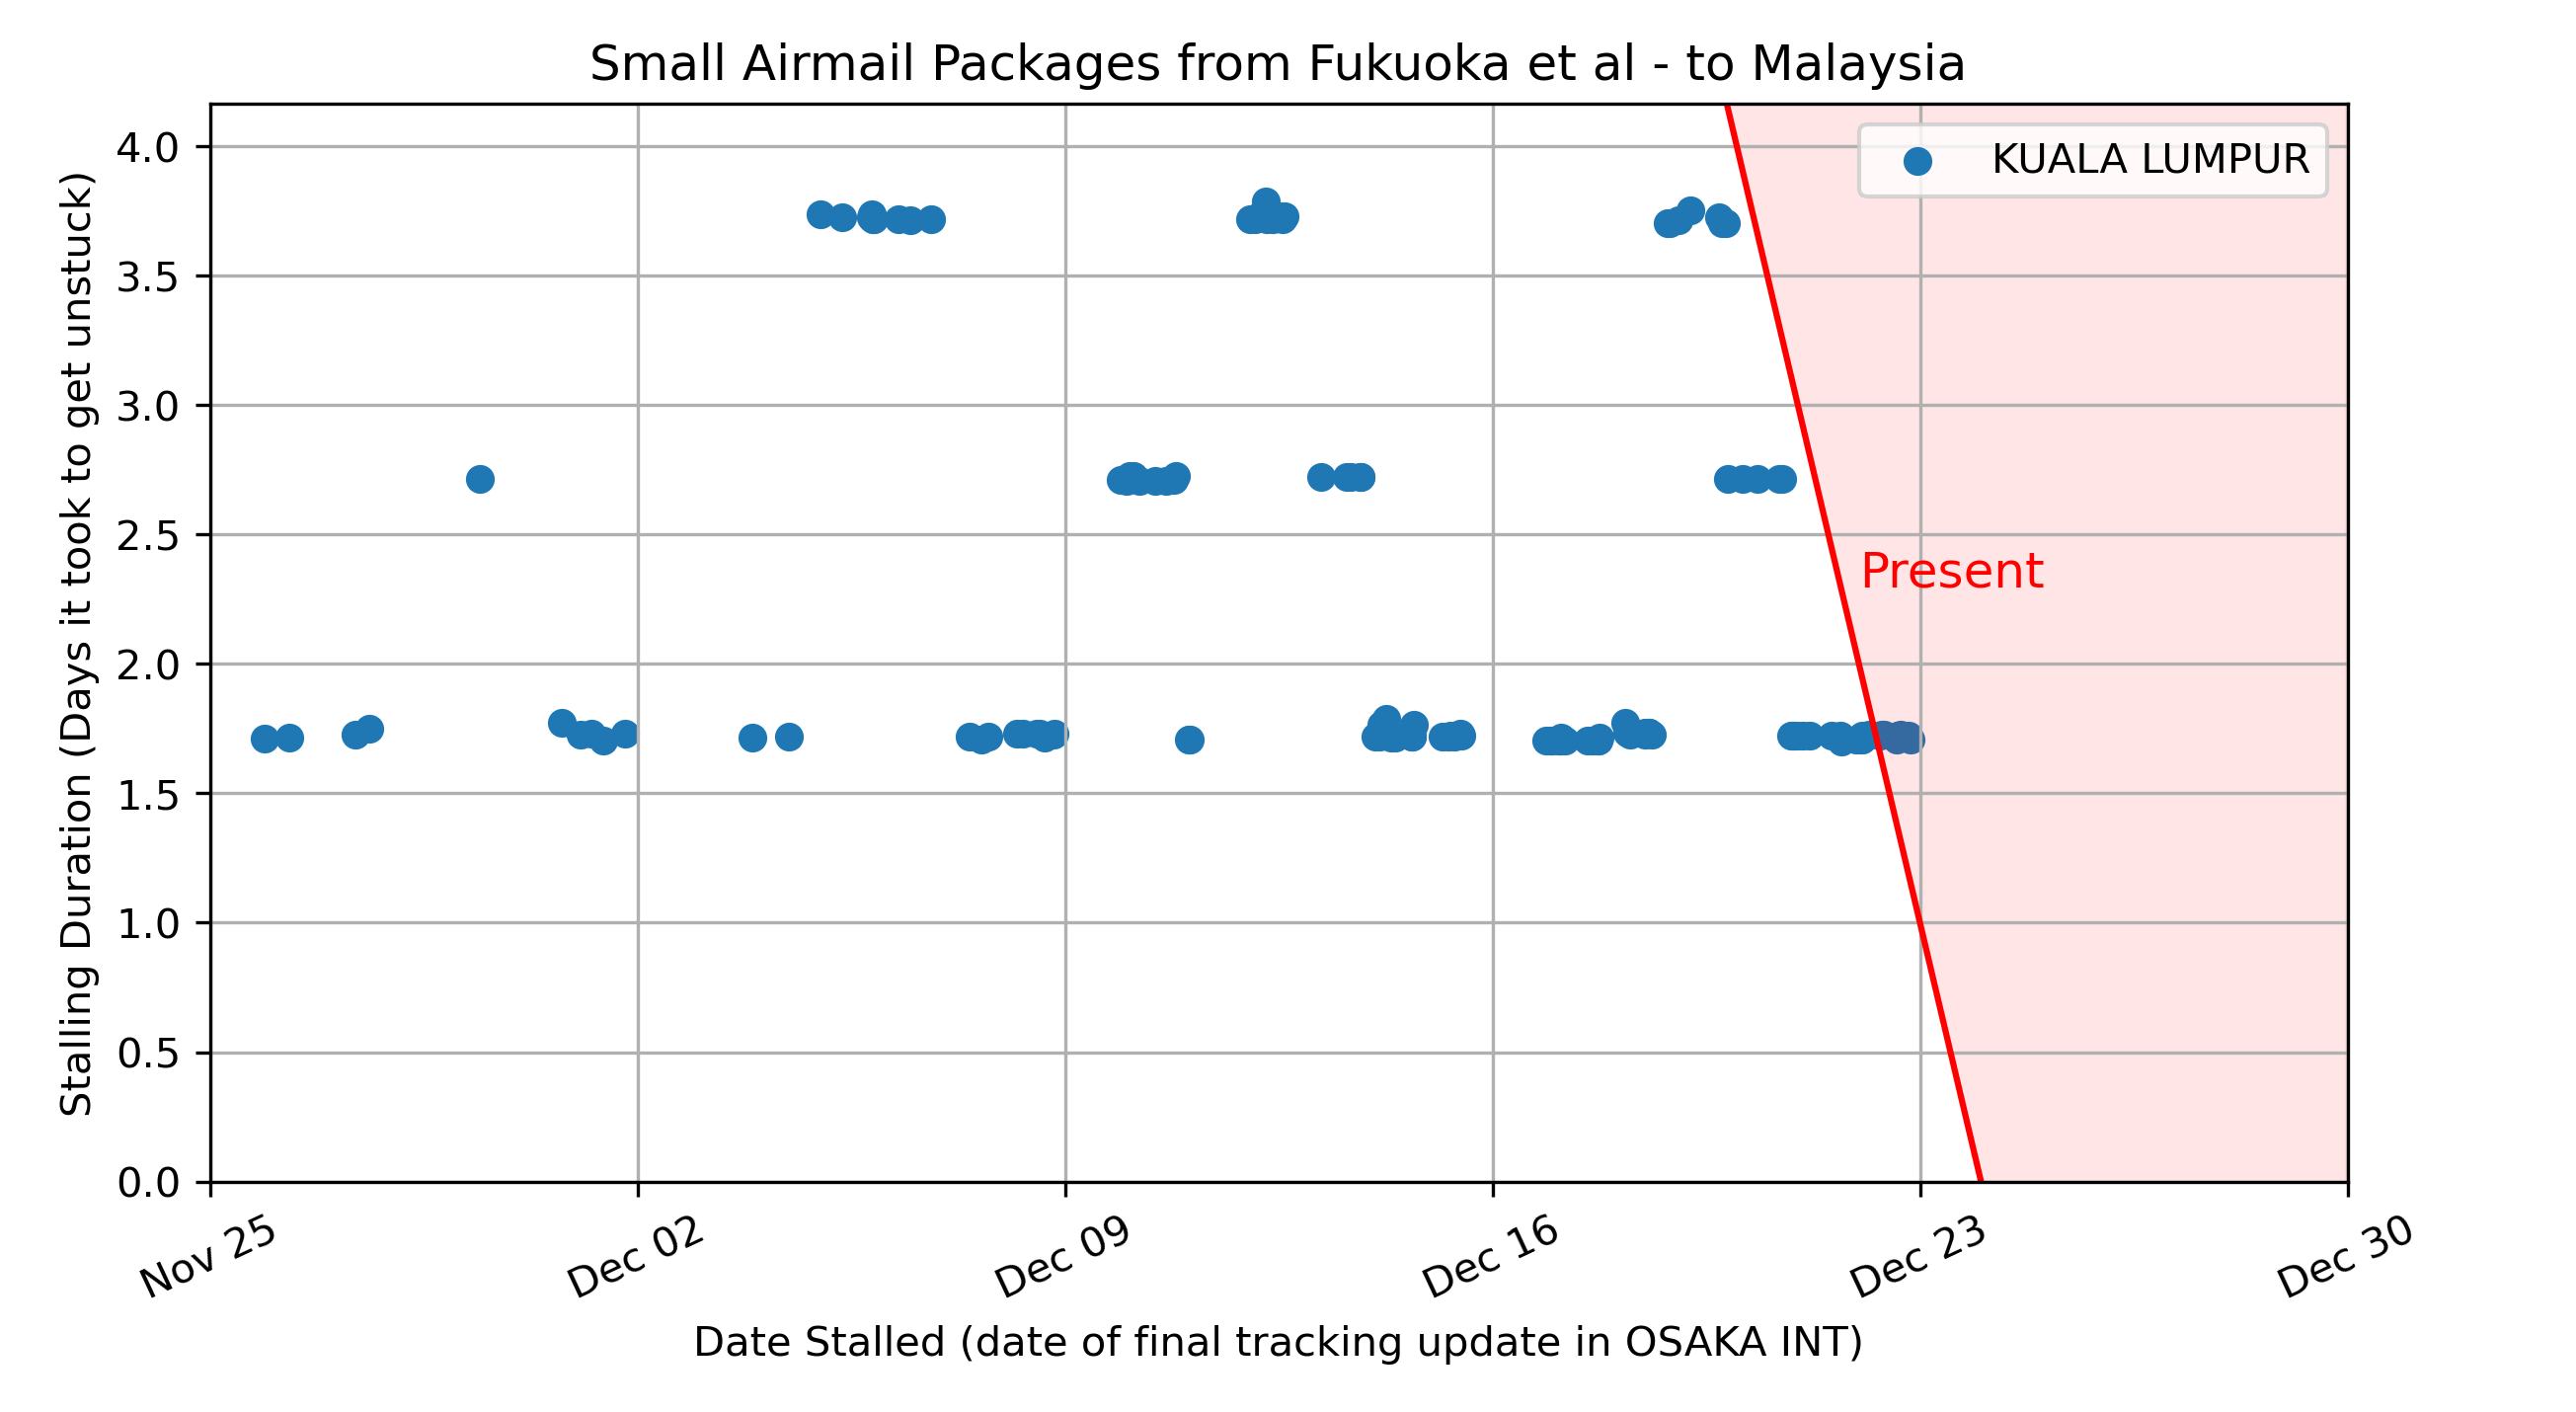 Small Airmail Packages from Fukuoka et al - to Malaysia
KUALA LUMPUR
Stalling Duration (Days it took to get unstuck)
4.0
3.5
3.0
2.5
2.0
1.5
1.0
0.5
0.0
Present
Nov 25
Dec 02
Dec 09
Dec 16
Dec 23
Dec 30
Date Stalled (date of final tracking update in OSAKA INT)